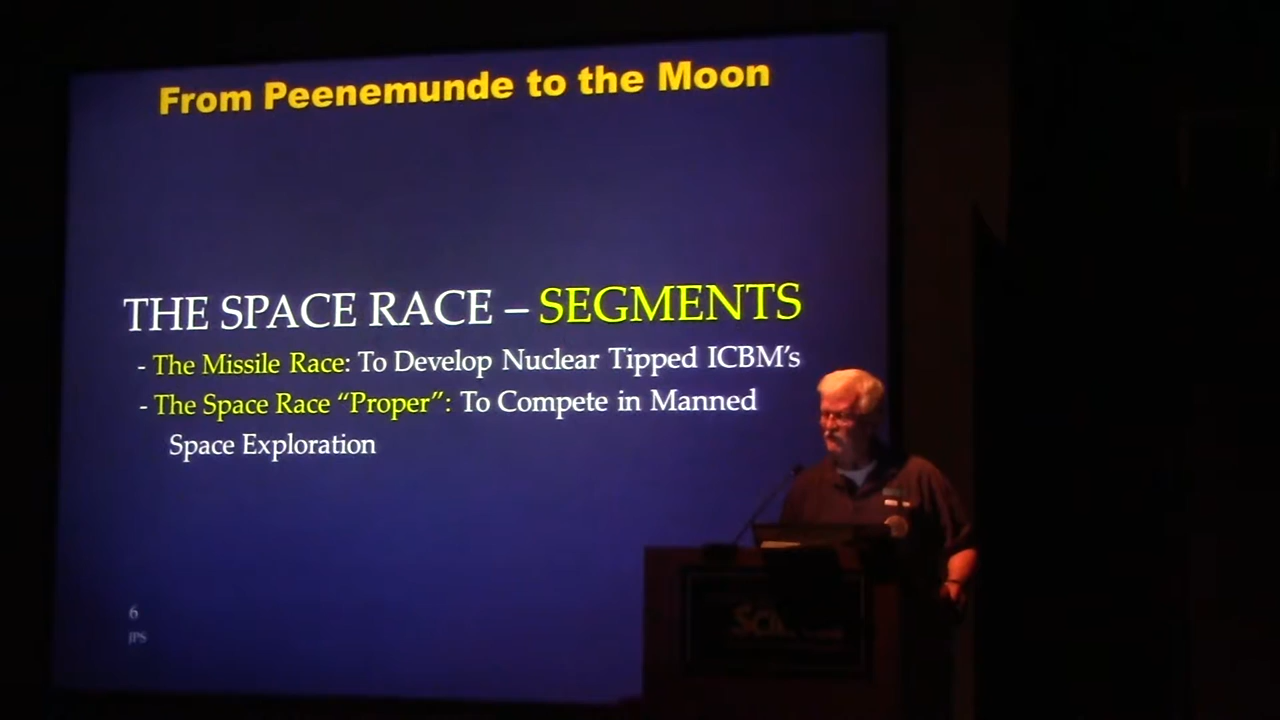 From Peenemunde to the Moon
THE SPACE RACE – SEGMENTS
- The Missile Race: To Develop Nuclear Tipped ICBM's
- The Space Race “Proper”: To Compete in Manned
Space Exploration
6
JPS